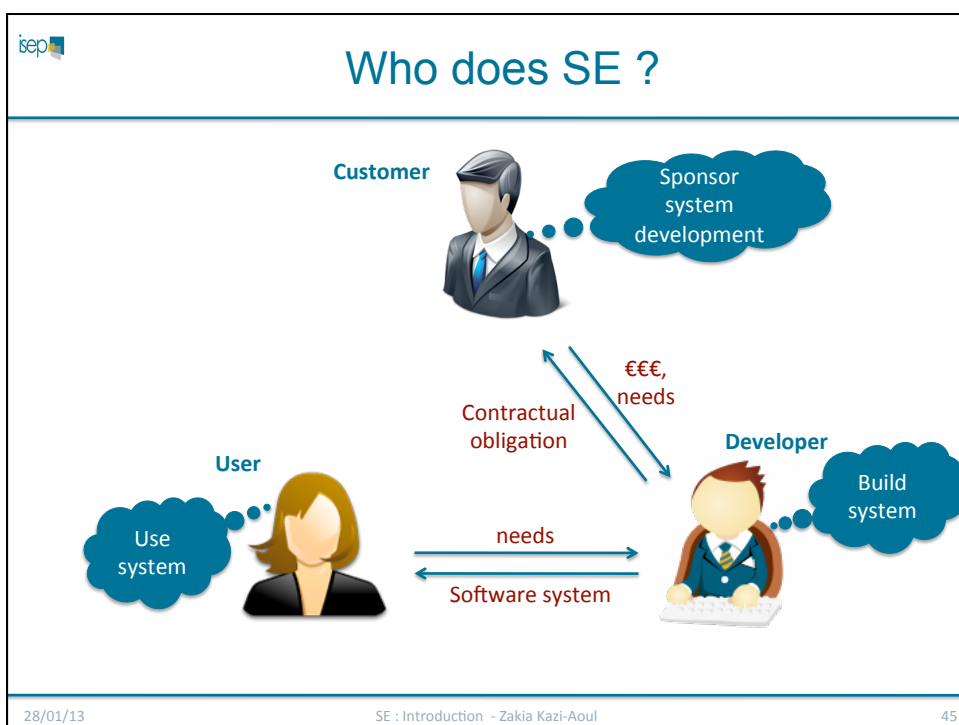 isep
Who does SE ?
Customer
Sponsor
system
development
€€€,
needs
Contractual
obligation
Developer
Build
system
User
Use
system
needs
Software system
28/01/13
SE : Introduction - Zakia Kazi-Aoul
45